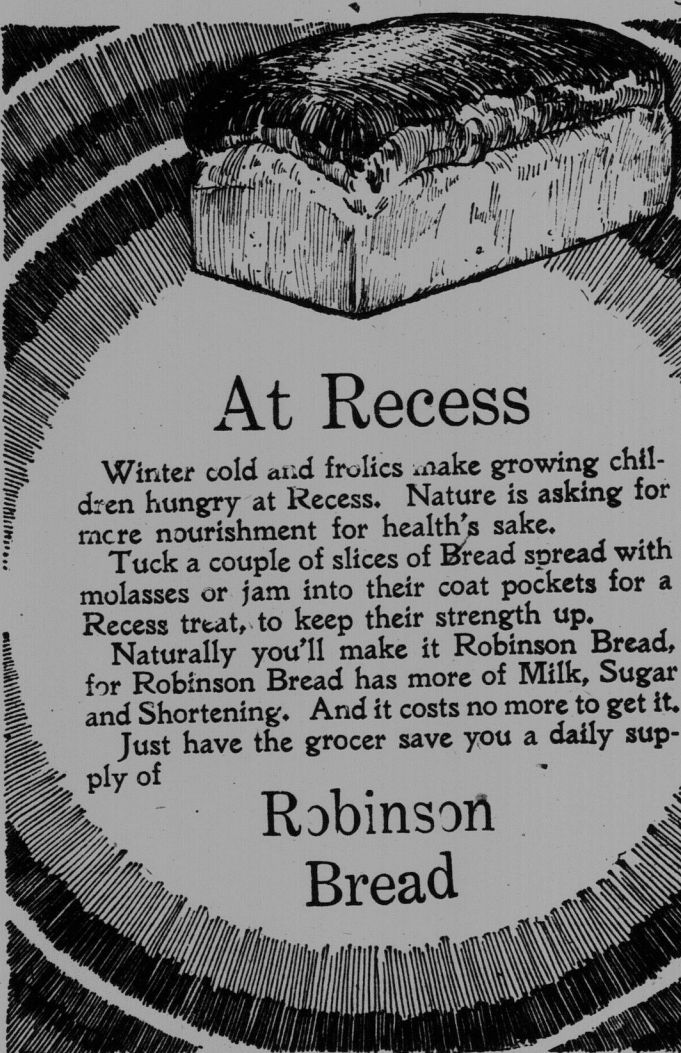 At Recess
Winter cold and frolics make growing chil-
dren hungry at Recess. Nature is asking for
more nourishment for health's sake.
Tuck a couple of slices of Bread spread with
molasses or jam into their coat pockets for a
Recess treat, to keep their strength up.
Naturally you'll make it Robinson Bread,
for Robinson Bread has more of Milk, Sugar
and Shortening. And it costs no more to get it.
Just have the grocer save you a daily sup-
ply of
Robinson
Bread